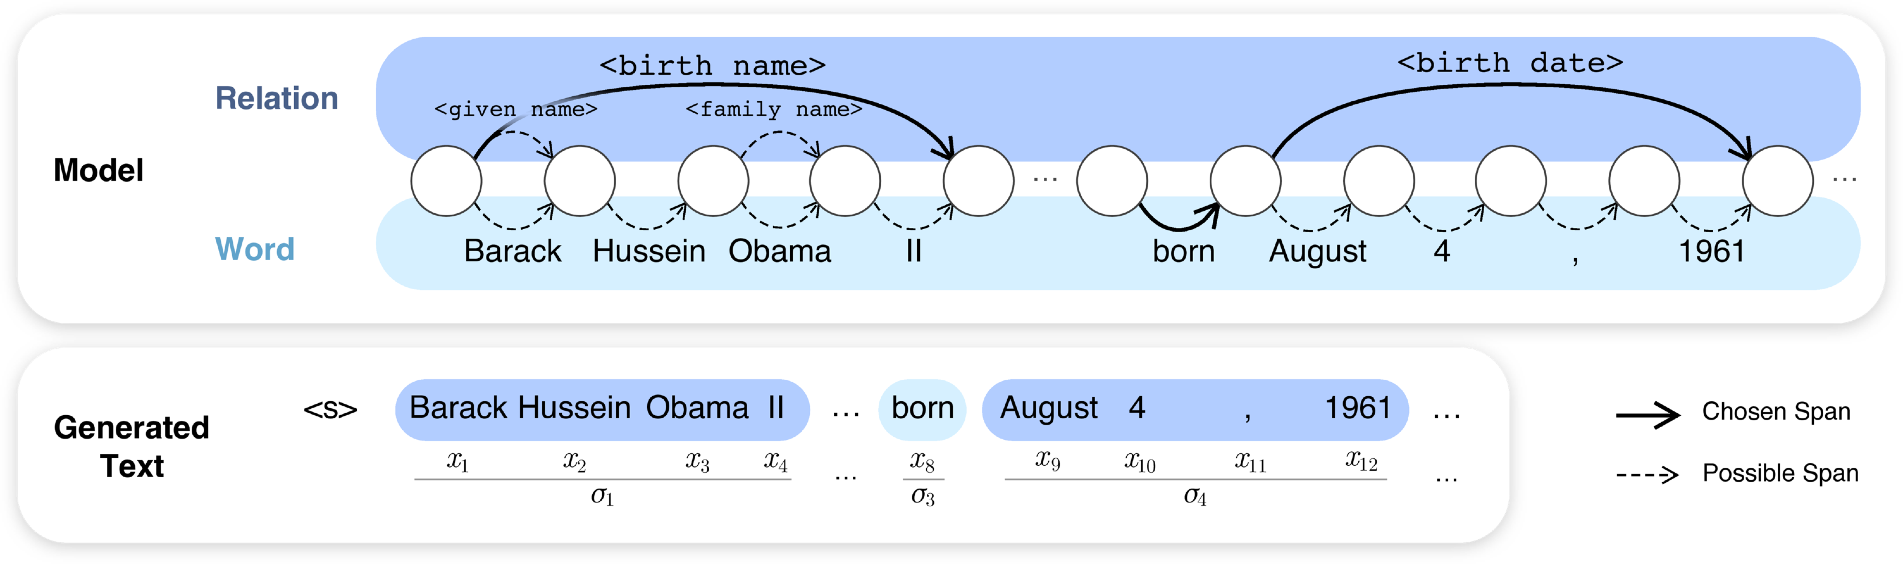 <birth name> <birth date>
Relation
<given name> <family name>
Model
... ...
Word
Barack Hussein Obama II born August 4 , 1961
<s> Barack Hussein Obama II ... born August 4 , 1961 ...
Generated Text
x1 x2 x3 x4 ... x8 x9 x10 x11 x12 ...
σ1 σ3 σ4
Chosen Span
Possible Span